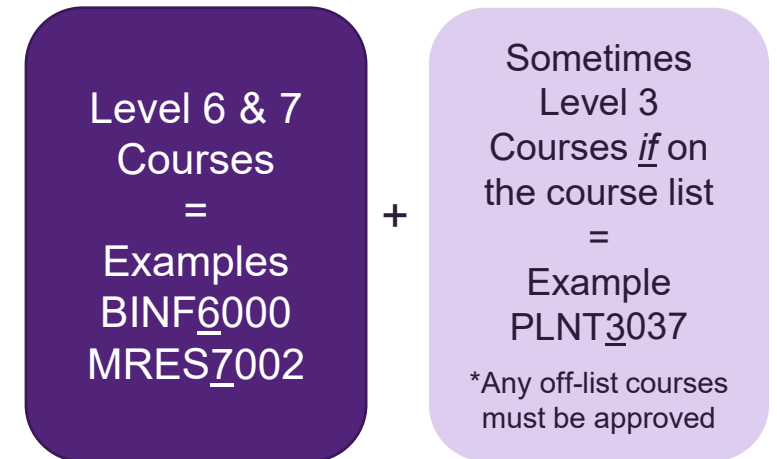 Level 6 & 7
Courses
=
Examples
BINF6000
MRES7002
+
Sometimes
Level 3
Courses if on
the course list
=
Example
PLNT3037
*Any off-list courses
must be approved